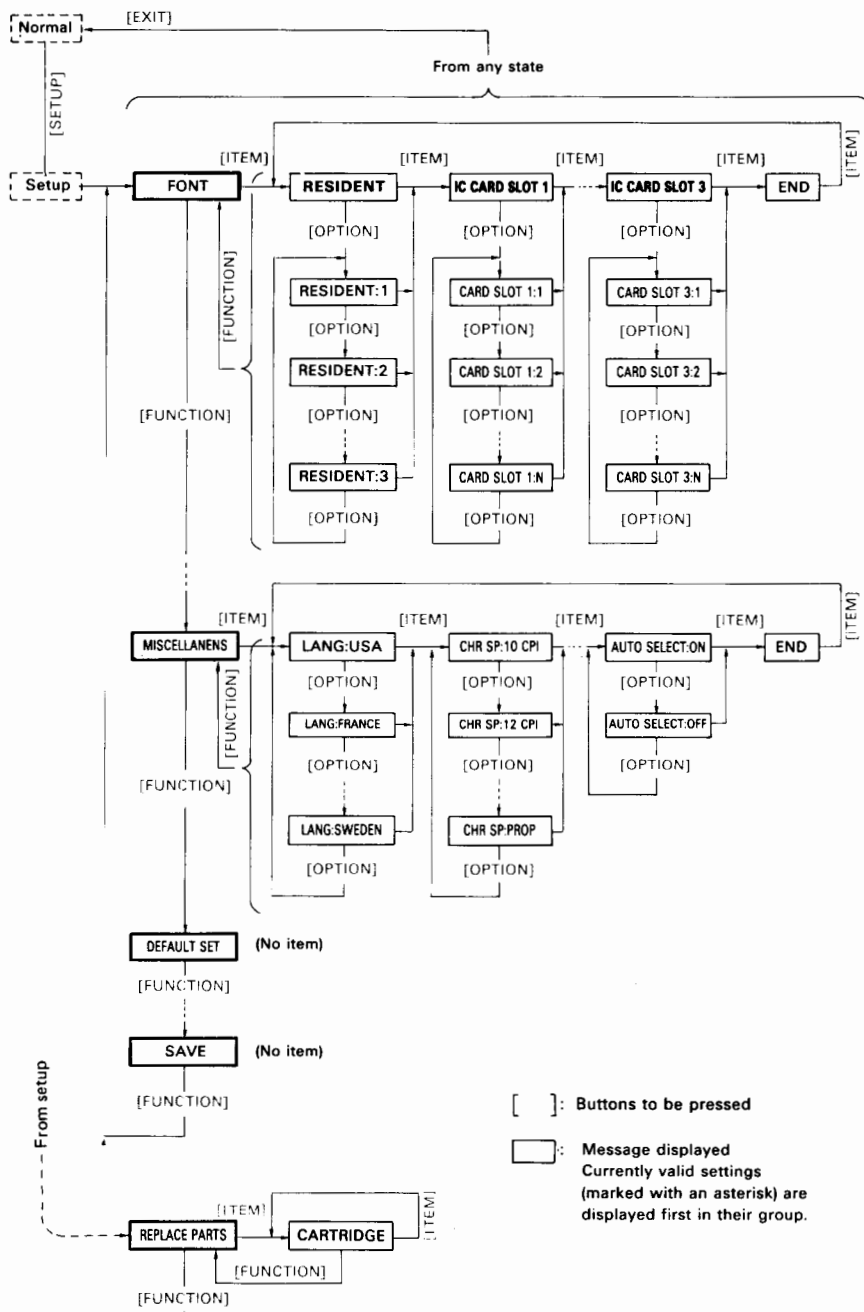 [EXIT]
Normal
From any state
[SETUP]
[ITEM] [ITEM] [ITEM] [ITEM] [ITEM]
Setup FONT RESIDENT IC CARD SLOT 1 IC CARD SLOT 3 END
[OPTION] [OPTION] [OPTION]
[FUNCTION]
RESIDENT:1 CARD SLOT 1:1 CARD SLOT 3:1
[OPTION] [OPTION] [OPTION]
RESIDENT:2 CARD SLOT 1:2 CARD SLOT 3:2
[FUNCTION] [OPTION] [OPTION] [OPTION]
RESIDENT:3 CARD SLOT 1:N CARD SLOT 3:N
[OPTION] [OPTION] [OPTION]
[ITEM] [ITEM] [ITEM] [ITEM] [ITEM]
MISCELLANENS LANG:USA CHR SP:10 CPI AUTO SELECT:ON END
[OPTION] [OPTION] [OPTION]
[FUNCTION]
LANG:FRANCE CHR SP:12 CPI AUTO SELECT:OFF
[FUNCTION] [OPTION] [OPTION] [OPTION]
LANG:SWEDEN CHR SP:PROP
[OPTION] [OPTION]
DEFAULT SET (No item)
[FUNCTION]
SAVE (No item)
[FUNCTION]
From setup
[ ]: Buttons to be pressed
: Message displayed
Currently valid settings
(marked with an asterisk) are
displayed first in their group.
[ITEM] [ITEM]
REPLACE PARTS CARTRIDGE
[FUNCTION]
[FUNCTION]